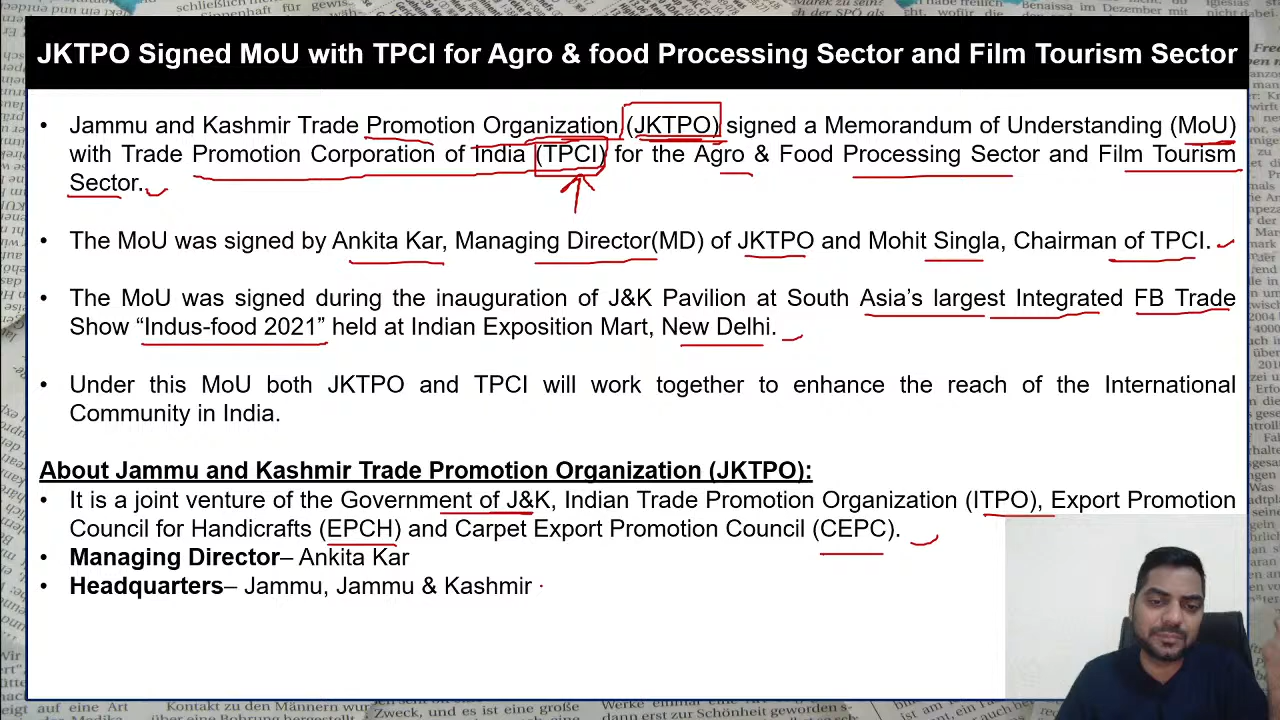 JKTPO Signed MoU with TPCI for Agro & food Processing Sector and Film Tourism Sector
• Jammu and Kashmir Trade Promotion Organization (JKTPO) signed a Memorandum of Understanding (MoU)
with Trade Promotion Corporation of India (TPCI) for the Agro & Food Processing Sector and Film Tourism
Sector.
• The MoU was signed by Ankita Kar, Managing Director(MD) of JKTPO and Mohit Singla, Chairman of TPCI.
• The MoU was signed during the inauguration of J&K Pavilion at South Asia's largest Integrated FB Trade
Show “Indus-food 2021” held at Indian Exposition Mart, New Delhi.
• Under this MoU both JKTPO and TPCI will work together to enhance the reach of the International
Community in India.
About Jammu and Kashmir Trade Promotion Organization (JKTPO):
• It is a joint venture of the Government of J&K, Indian Trade Promotion Organization (ITPO), Export Promotion
Council for Handicrafts (EPCH) and Carpet Export Promotion Council (CEPC).
• Managing Director– Ankita Kar
• Headquarters– Jammu, Jammu & Kashmir